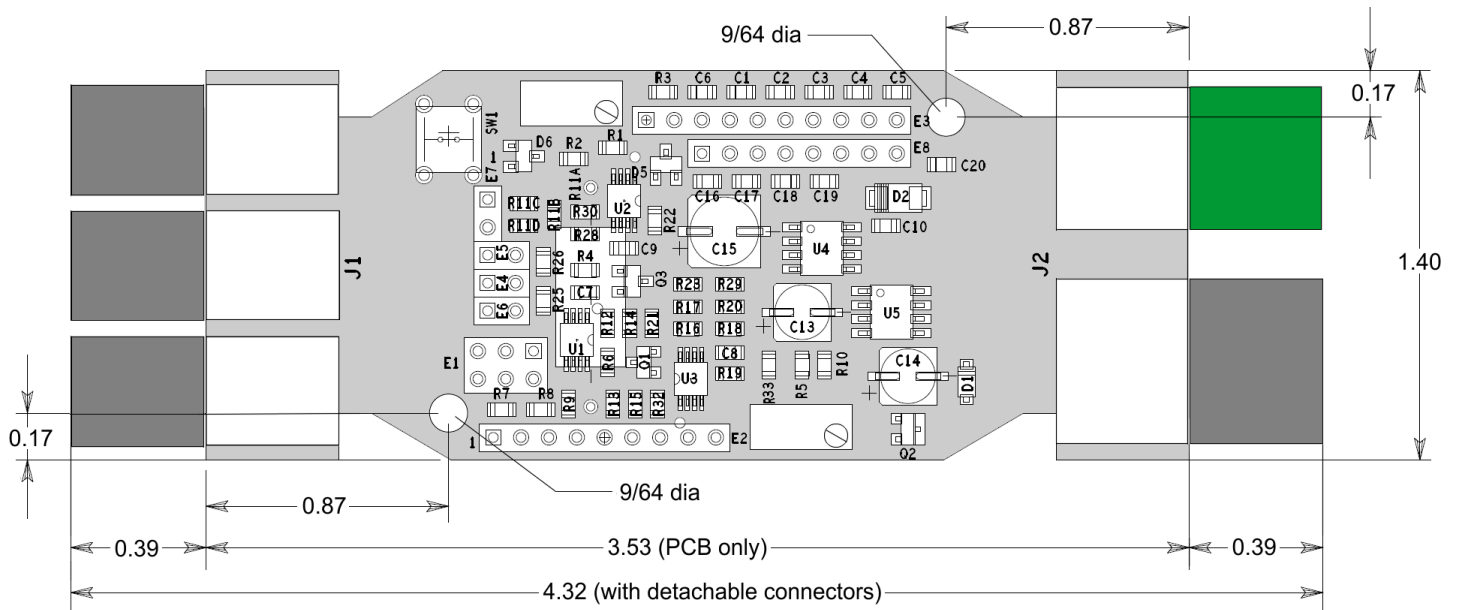 0.87
9/64 dia
0.17
R3 C6 C1 C2 C3 C4 C5
SW1
E3
D6
R1
R2
1
E8
E7
D5
C20
R11A
C16 C17 C18 C19
D2
R11C
R11B
R30
U2
R22
R11D
R28
C15
U4
C10
E5
R26
C9
J1
J2
1.40
R4
E4
Q3
R23 R29
C7
R25
E6
R17 R20
C13
U5
R12 R14 R21
R16 R18
U1
E1
R6
Q1
C8
C14
U3
R19
R33
R5
R10
D1
R7 R8
R9
R13 R15 R32
0.17
1
E2
Q2
9/64 dia
0.87
0.39
3.53 (PCB only)
0.39
4.32 (with detachable connectors)